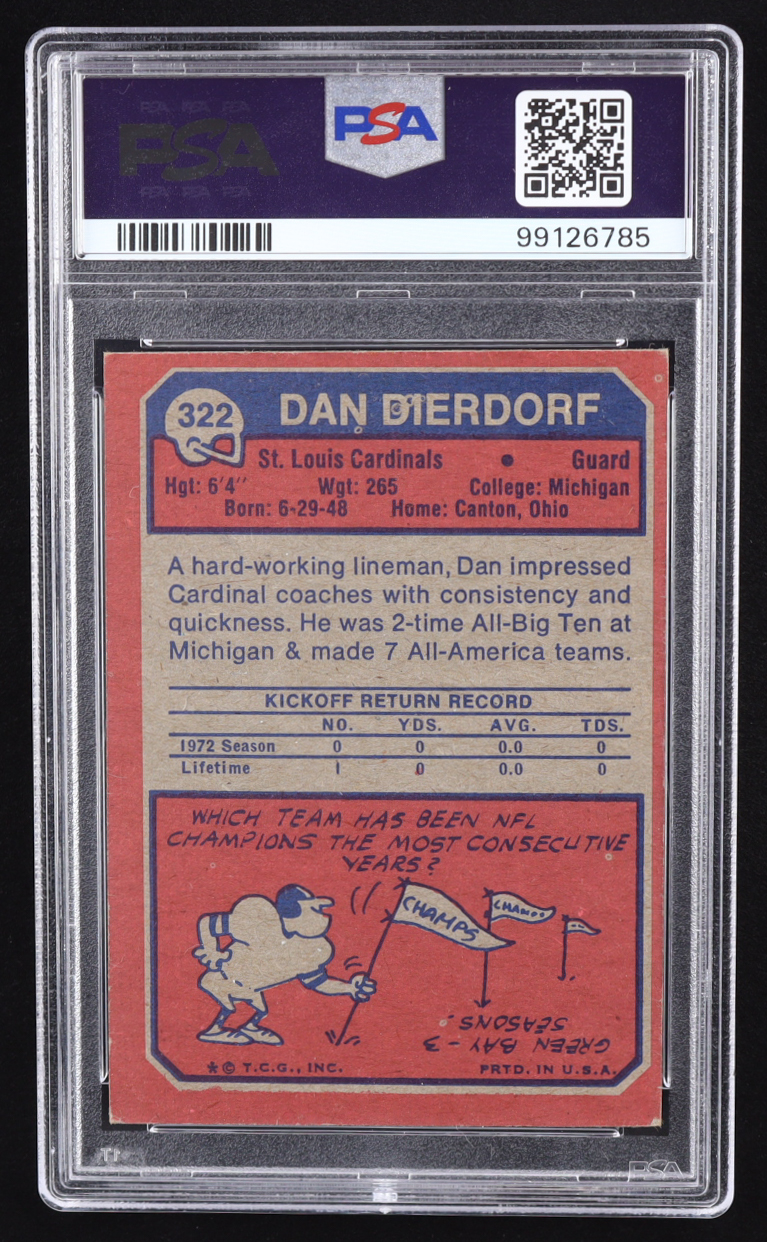 PSA
PSA
99126785
322
DAN DIERDORF
St. Louis Cardinals • Guard
Hgt: 6'4" Wgt: 265 College: Michigan
Born: 6-29-48 Home: Canton, Ohio
A hard-working lineman, Dan impressed
Cardinal coaches with consistency and
quickness. He was 2-time All-Big Ten at
Michigan & made 7 All-America teams.
KICKOFF RETURN RECORD
NO. YDS. AVG. TDS.
1972 Season 0 0 0.0 0
Lifetime 1 0 0.0 0
WHICH TEAM HAS BEEN NFL
CHAMPIONS THE MOST CONSECUTIVE
YEARS?
CHAMPS
CHAMPS
GREEN BAY - 3
SEASONS.
*© T.C.G., INC. PRTD. IN U.S.A.
PSA